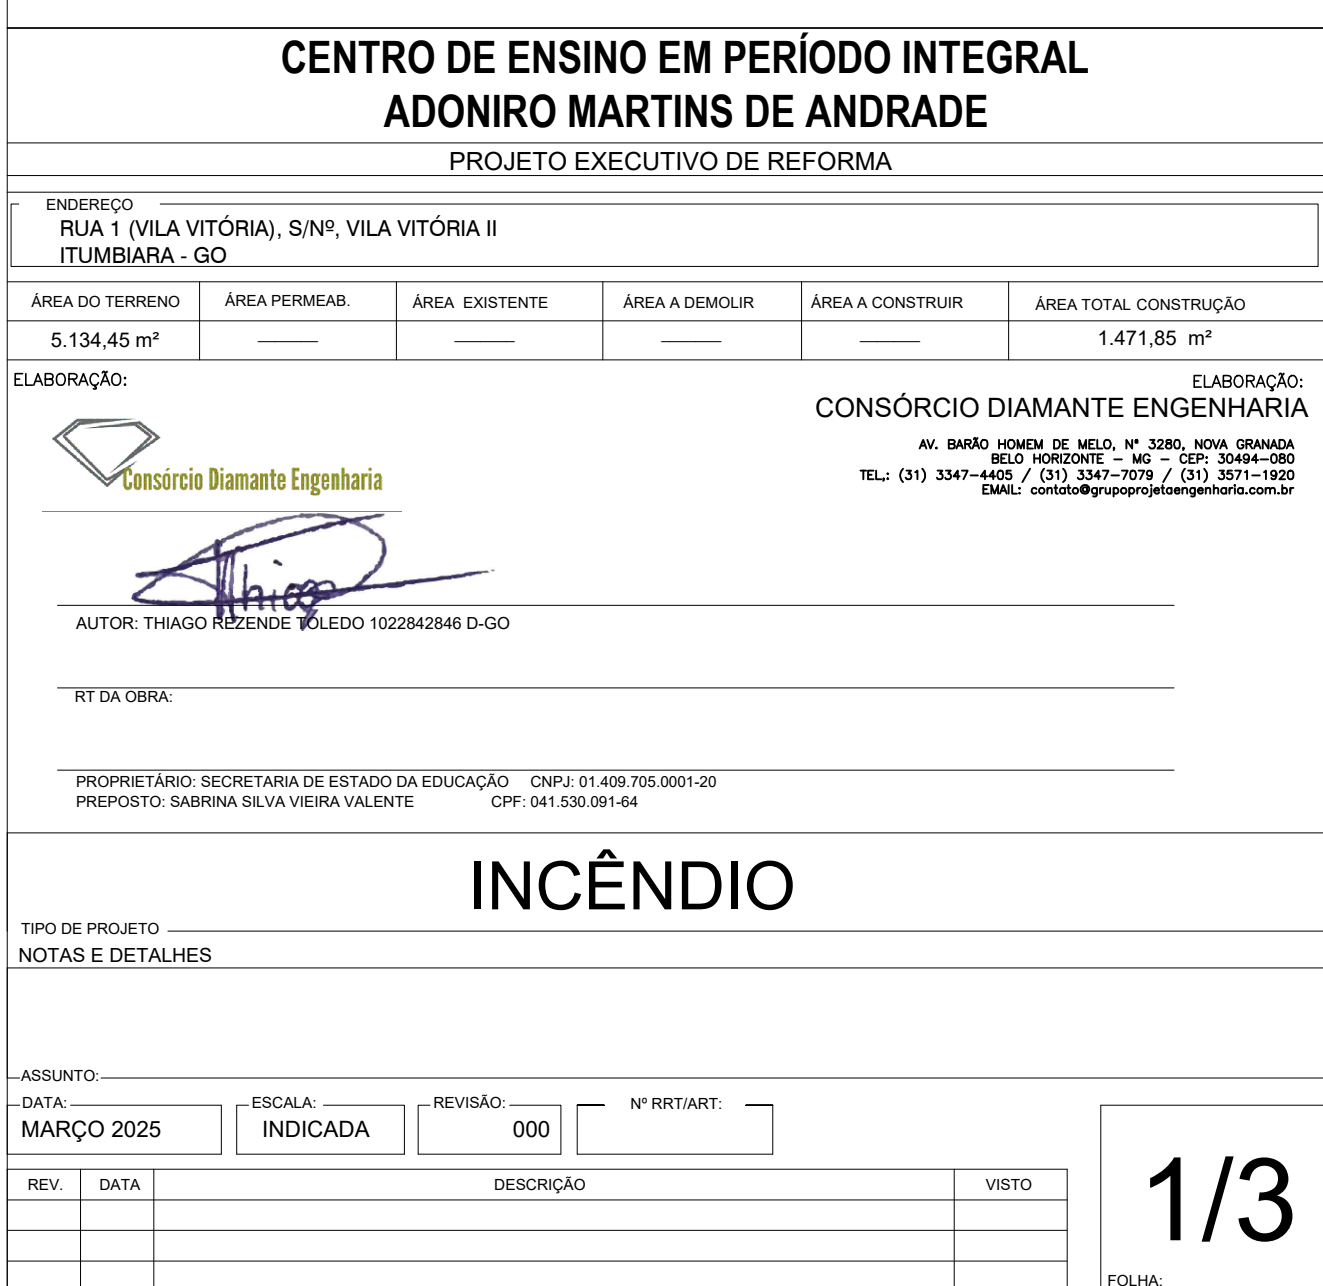 CENTRO DE ENSINO EM PERÍODO INTEGRAL
ADONIRO MARTINS DE ANDRADE
PROJETO EXECUTIVO DE REFORMA
ENDEREÇO
RUA 1 (VILA VITÓRIA), S/Nº, VILA VITÓRIA II
ITUMBIARA - GO
ÁREA DO TERRENO ÁREA PERMEAB. ÁREA EXISTENTE ÁREA A DEMOLIR ÁREA A CONSTRUIR ÁREA TOTAL CONSTRUÇÃO
5.134,45 m² ——— ——— ——— ——— 1.471,85 m²
ELABORAÇÃO:
Consórcio Diamante Engenharia
ELABORAÇÃO:
CONSÓRCIO DIAMANTE ENGENHARIA
AV. BARÃO HOMEM DE MELO, N° 3280, NOVA GRANADA
BELO HORIZONTE – MG – CEP: 30494–080
TEL,: (31) 3347–4405 / (31) 3347–7079 / (31) 3571–1920
EMAIL: contato@grupoprojetaengenharia.com.br
Thiago
AUTOR: THIAGO REZENDE TOLEDO 1022842846 D-GO
RT DA OBRA:
PROPRIETÁRIO: SECRETARIA DE ESTADO DA EDUCAÇÃO CNPJ: 01.409.705.0001-20
PREPOSTO: SABRINA SILVA VIEIRA VALENTE CPF: 041.530.091-64
INCÊNDIO
TIPO DE PROJETO
NOTAS E DETALHES
ASSUNTO:
DATA: ESCALA: REVISÃO: Nº RRT/ART:
MARÇO 2025 INDICADA 000
REV. DATA DESCRIÇÃO VISTO
1/3
FOLHA: